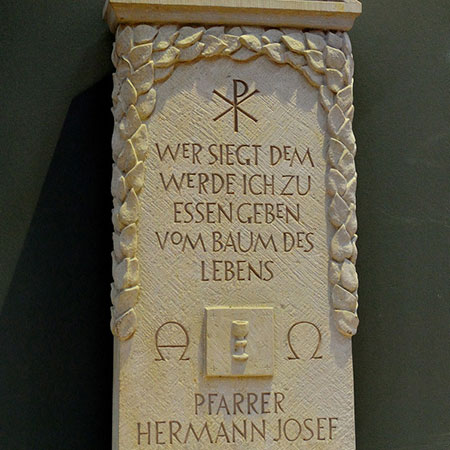 ☧
WER SIEGT DEM
WERDE ICH ZU
ESSEN GEBEN
VOM BAUM DES
LEBENS
Α Ω
PFARRER
HERMANN JOSEF